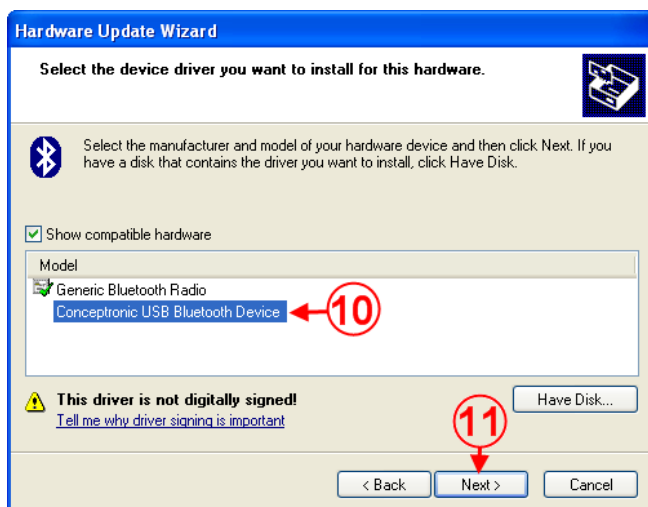 Hardware Update Wizard
Select the device driver you want to install for this hardware.
Select the manufacturer and model of your hardware device and then click Next. If you
have a disk that contains the driver you want to install, click Have Disk.
Show compatible hardware
Model
Generic Bluetooth Radio
Conceptronic USB Bluetooth Device
10
This driver is not digitally signed!
Have Disk...
Tell me why driver signing is important
11
< Back
Next >
Cancel